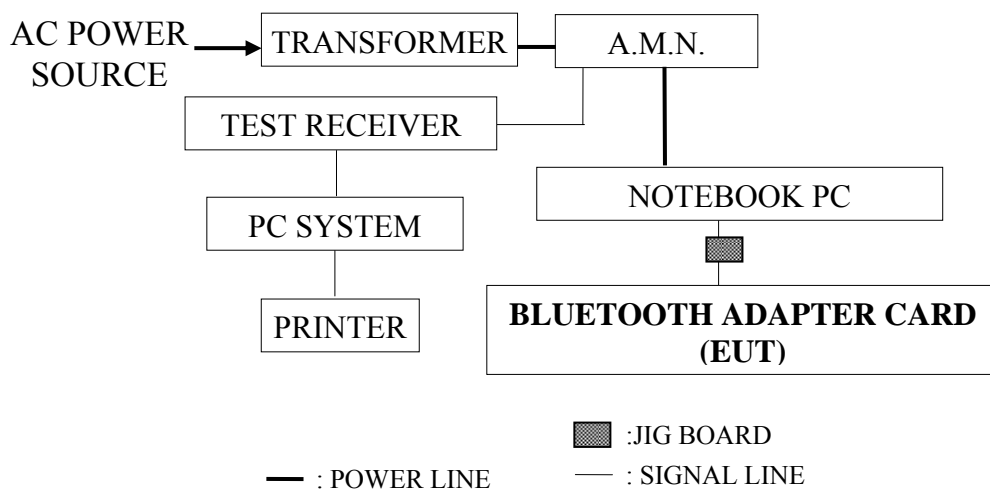 AC POWER
SOURCE
TRANSFORMER
A.M.N.
TEST RECEIVER
NOTEBOOK PC
PC SYSTEM
PRINTER
BLUETOOTH ADAPTER CARD
(EUT)
:JIG BOARD
: POWER LINE
: SIGNAL LINE